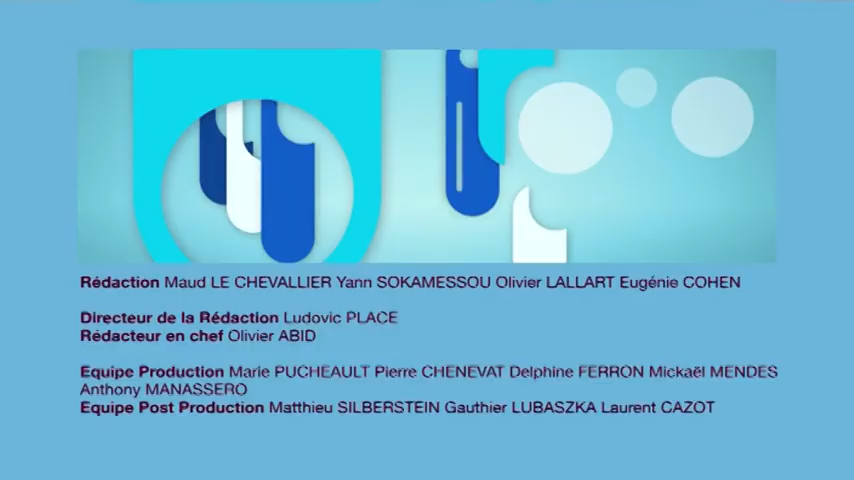 Rédaction Maud LE CHEVALLIER Yann SOKAMESSOU Olivier LALLART Eugénie COHEN
Directeur de la Rédaction Ludovic PLACE
Rédacteur en chef Olivier ABID
Equipe Production Marie PUCHEAULT Pierre CHENEVAT Delphine FERRON Mickaël MENDES
Anthony MANASSERO
Equipe Post Production Matthieu SILBERSTEIN Gauthier LUBASZKA Laurent CAZOT